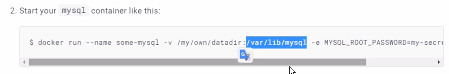 2. Start your mysql container like this:
$ docker run --name some-mysql -v /my/own/datadir:/var/lib/mysql -e MYSQL_ROOT_PASSWORD=my-secre